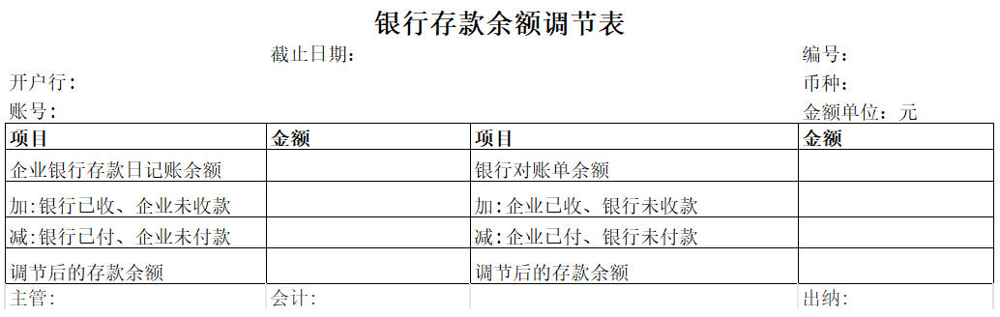 银行存款余额调节表
截止日期: 编号:
开户行: 币种:
账号: 金额单位: 元
项目 金额 项目 金额
企业银行存款日记账余额 银行对账单余额
加:银行已收、企业未收款 加:企业已收、银行未收款
减:银行已付、企业未付款 减:企业已付、银行未付款
调节后的存款余额 调节后的存款余额
主管: 会计: 出纳: